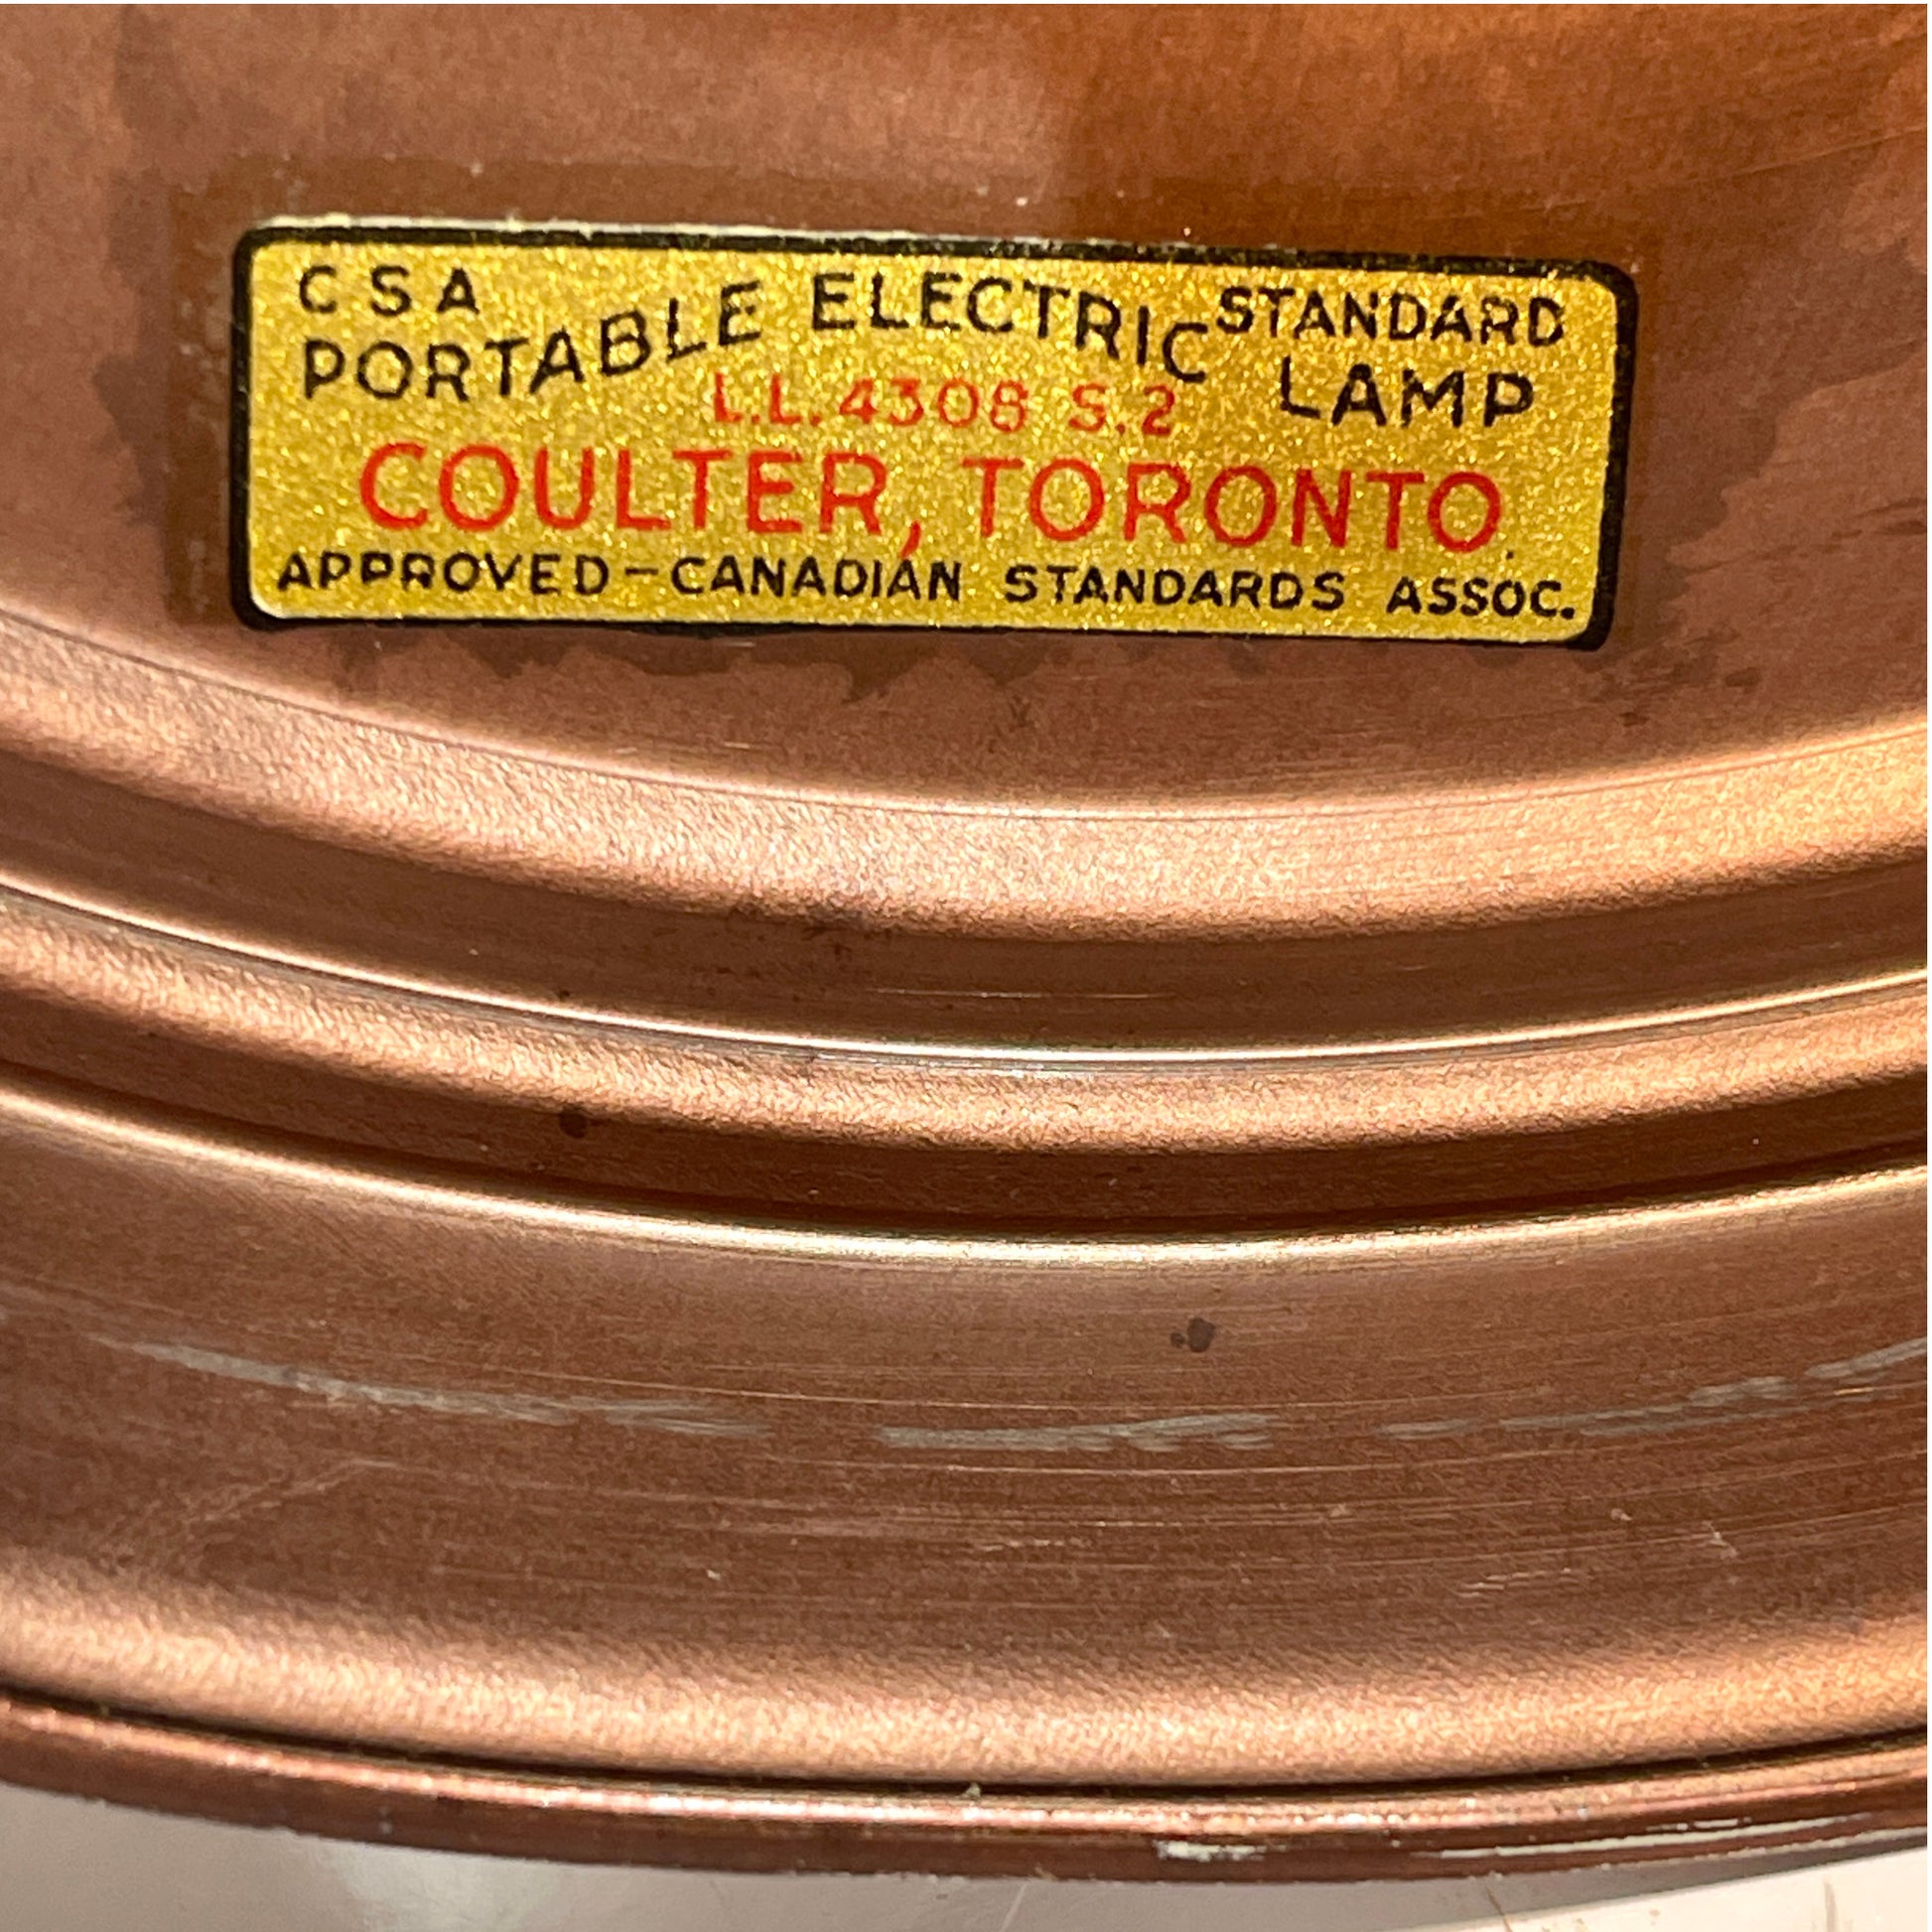 CSA STANDARD
PORTABLE ELECTRIC LAMP
L.L. 4308 S.2
COULTER, TORONTO
APPROVED-CANADIAN STANDARDS ASSOC.